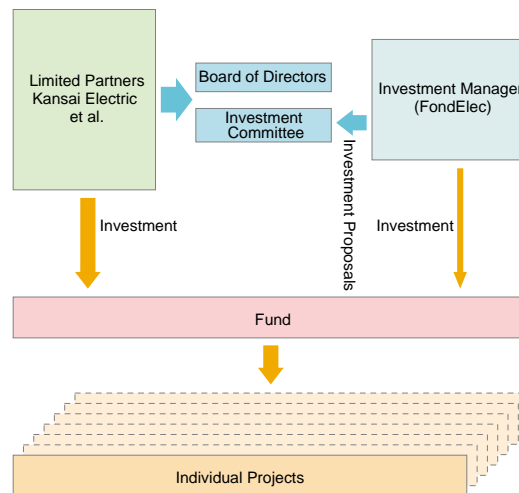 Limited Partners
Kansai Electric
et al.
Board of Directors
Investment
Committee
Investment Manager
(FondElec)
Investment
Investment Proposals
Investment
Fund
Individual Projects